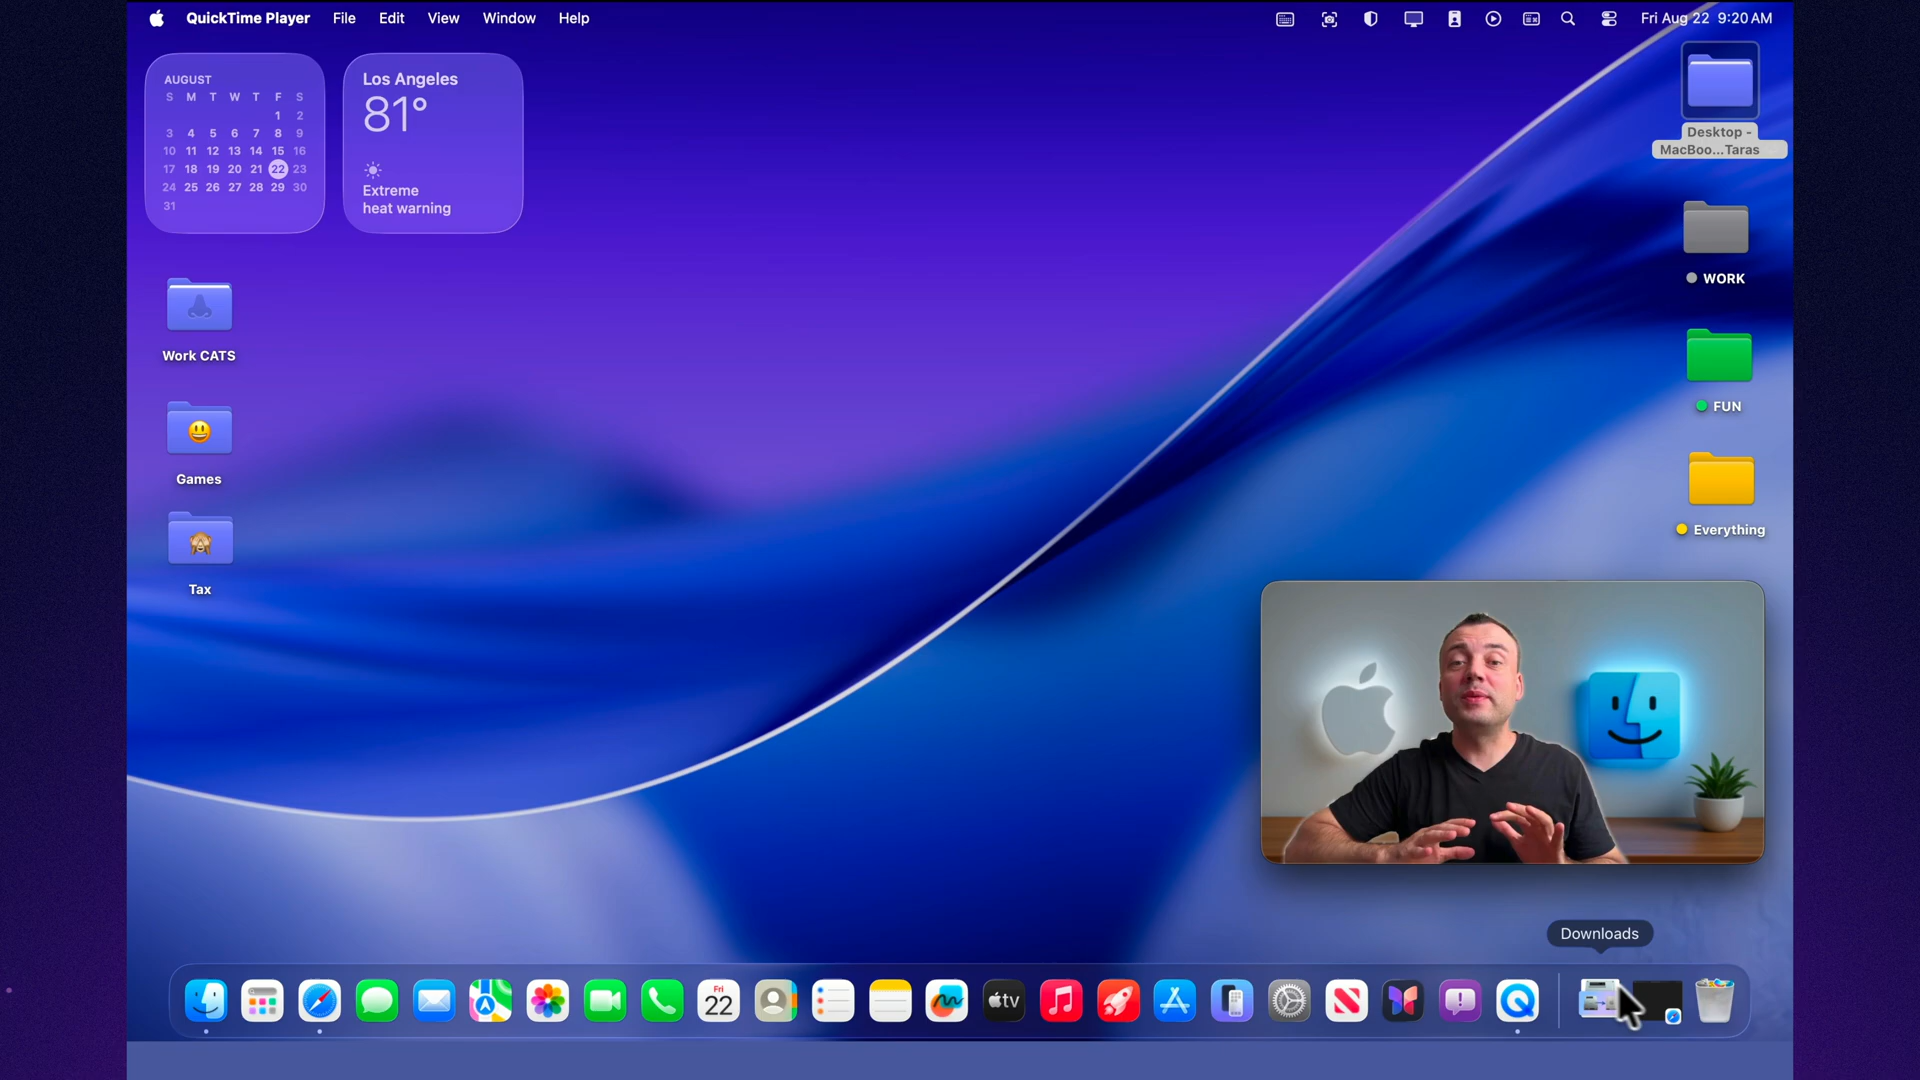 QuickTime Player File Edit View Window Help Fri Aug 22 9:20 AM
AUGUST
S M T W T F S
1 2
3 4 5 6 7 8 9
10 11 12 13 14 15 16
17 18 19 20 21 22 23
24 25 26 27 28 29 30
31
Los Angeles
81°
Extreme
heat warning
Desktop -
MacBoo...Taras
WORK
FUN
Everything
Work CATS
Games
Tax
Downloads
Fri
22
tv